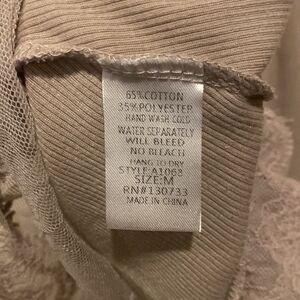 65%COTTON
35%POLYESTER
HAND WASH COLD
WATER SEPARATELY
WILL BLEED
NO BLEACH
HANG TO DRY
STYLE:A1068
SIZE:M
RN#130733
MADE IN CHINA